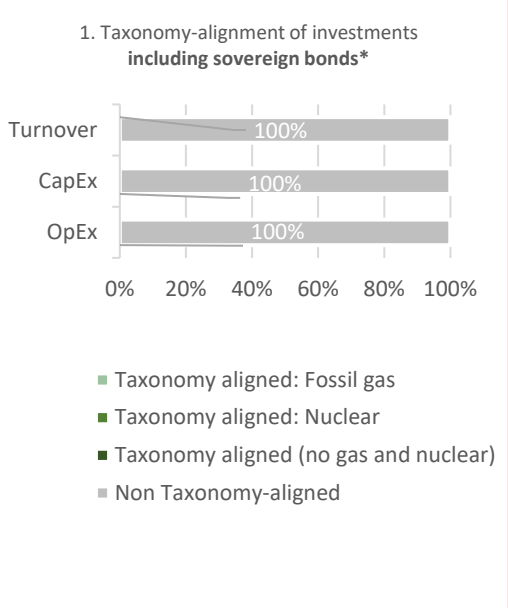 1. Taxonomy-alignment of investments
including sovereign bonds*
Turnover
100%
CapEx
100%
OpEx
100%
0% 20% 40% 60% 80% 100%
Taxonomy aligned: Fossil gas
Taxonomy aligned: Nuclear
Taxonomy aligned (no gas and nuclear)
Non Taxonomy-aligned